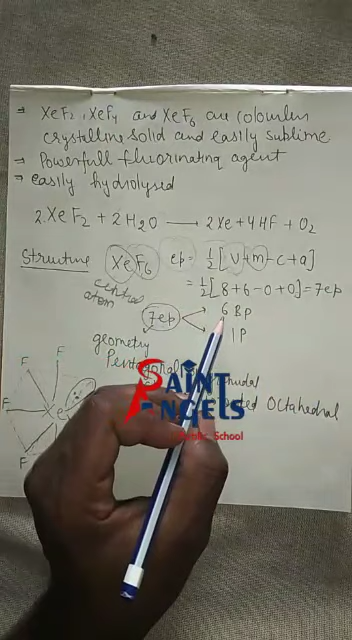 ⇒ XeF2, XeF4 and XeF6 are colourless
crystalline solid and easily sublime
⇒ Powerfull fluorinating agent
⇒ easily hydrolysed
2XeF2 + 2H2O → 2Xe + 4HF + O2
Structure XeF6 ep = 1/2 [v+m-c+a]
= 1/2 [8+6-0+0] = 7ep
central
atom
7ep
6 BP
1P
geometry
F
F
Xe
F
Octahedral
SAINT
ANGELS
Public School